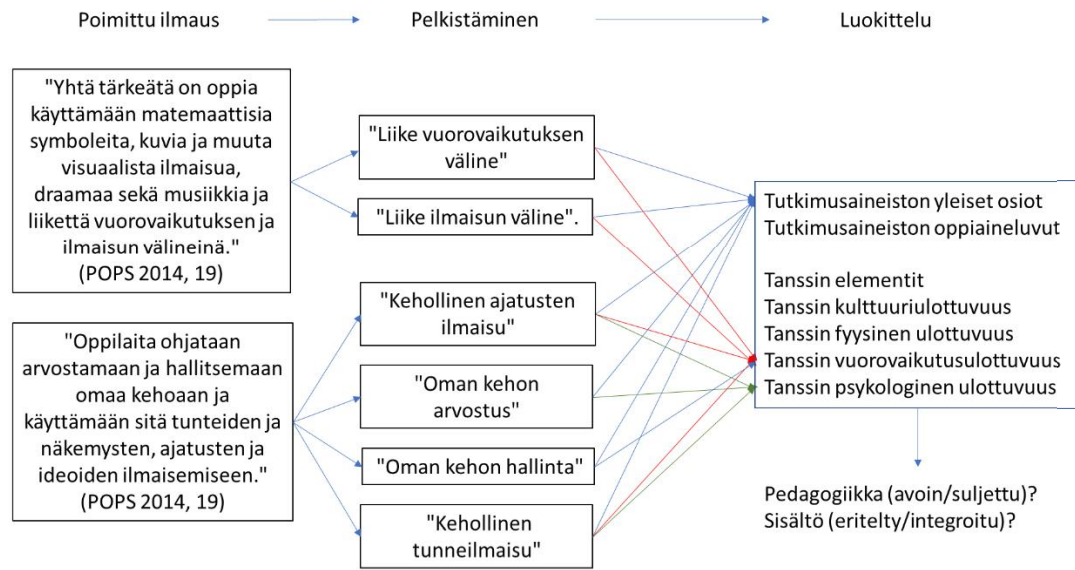 Poimittu ilmaus
Pelkistäminen
Luokittelu
"Yhtä tärkeätä on oppia
käyttämään matemaattisia
symboleita, kuvia ja muuta
visuaalista ilmaisua,
draamaa sekä musiikkia ja
liikettä vuorovaikutuksen ja
ilmaisun välineinä."
(POPS 2014, 19)
"Oppilaita ohjataan
arvostamaan ja hallitsemaan
omaa kehoaan ja
käyttämään sitä tunteiden ja
näkemysten, ajatusten ja
ideoiden ilmaisemiseen."
(POPS 2014, 19)
"Liike vuorovaikutuksen
väline"
"Liike ilmaisun väline".
"Kehollinen ajatusten
ilmaisu"
"Oman kehon
arvostus"
"Oman kehon hallinta"
"Kehollinen
tunneilmaisu"
Tutkimusaineiston yleiset osiot
Tutkimusaineiston oppiaineluvut
Tanssin elementit
Tanssin kulttuuriulottuvuus
Tanssin fyysinen ulottuvuus
Tanssin vuorovaikutusulottuvuus
Tanssin psykologinen ulottuvuus
Pedagogiikka (avoin/suljettu)?
Sisältö (eritelty/integroitu)?